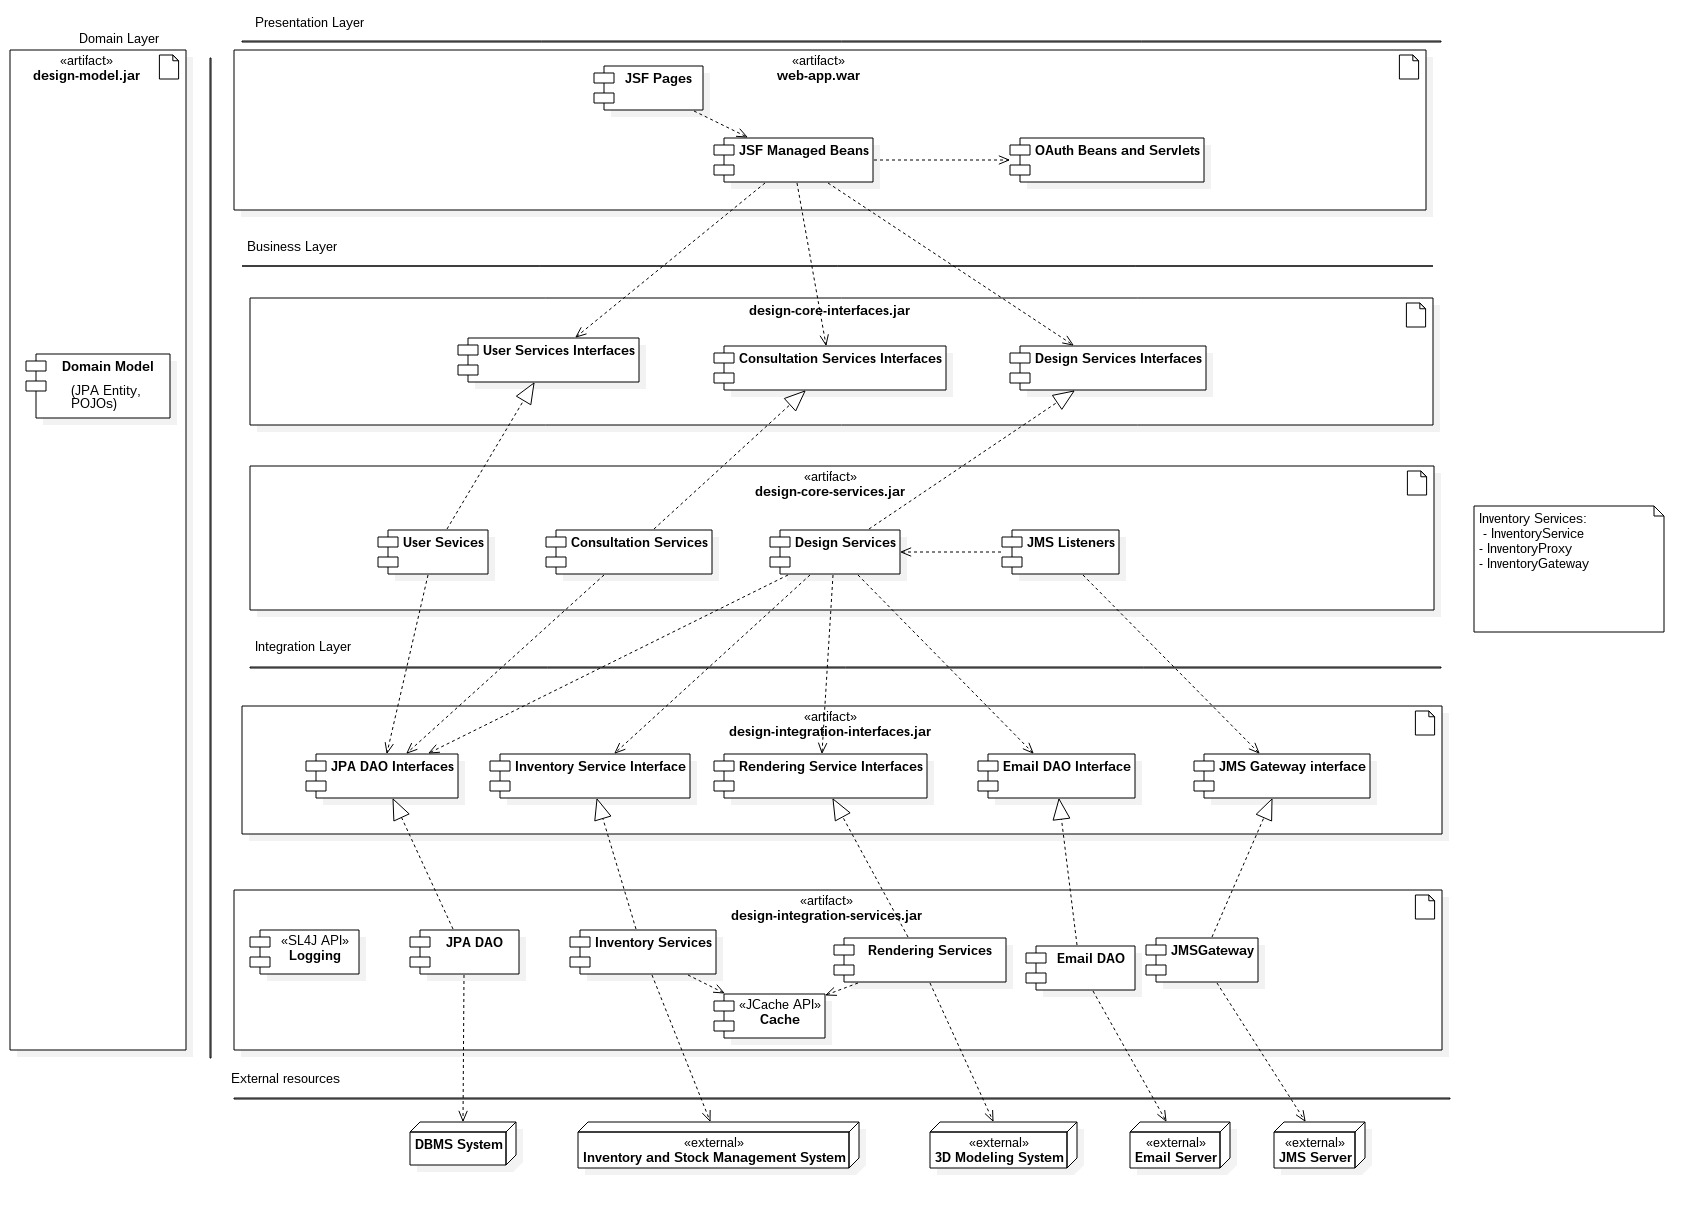 Presentation Layer
Domain Layer
«artifact»
design-model.jar
«artifact»
web-app.war
JSF Pages
JSF Managed Beans
OAuth Beans and Servlets
Business Layer
design-core-interfaces.jar
User Services Interfaces
Consultation Services Interfaces
Design Services Interfaces
Domain Model
(JPA Entity,
POJOs)
«artifact»
design-core-services.jar
User Sevices
Consultation Services
Design Services
JMS Listeners
Inventory Services:
- InventoryService
- InventoryProxy
- InventoryGateway
Integration Layer
«artifact»
design-integration-interfaces.jar
JPA DAO Interfaces
Inventory Service Interface
Rendering Service Interfaces
Email DAO Interface
JMS Gateway interface
«artifact»
design-integration-services.jar
«SL4J API»
Logging
JPA DAO
Inventory Services
Rendering Services
Email DAO
JMSGateway
«JCache API»
Cache
External resources
DBMS System
«external»
Inventory and Stock Management System
«external»
3D Modeling System
«external»
Email Server
«external»
JMS Server